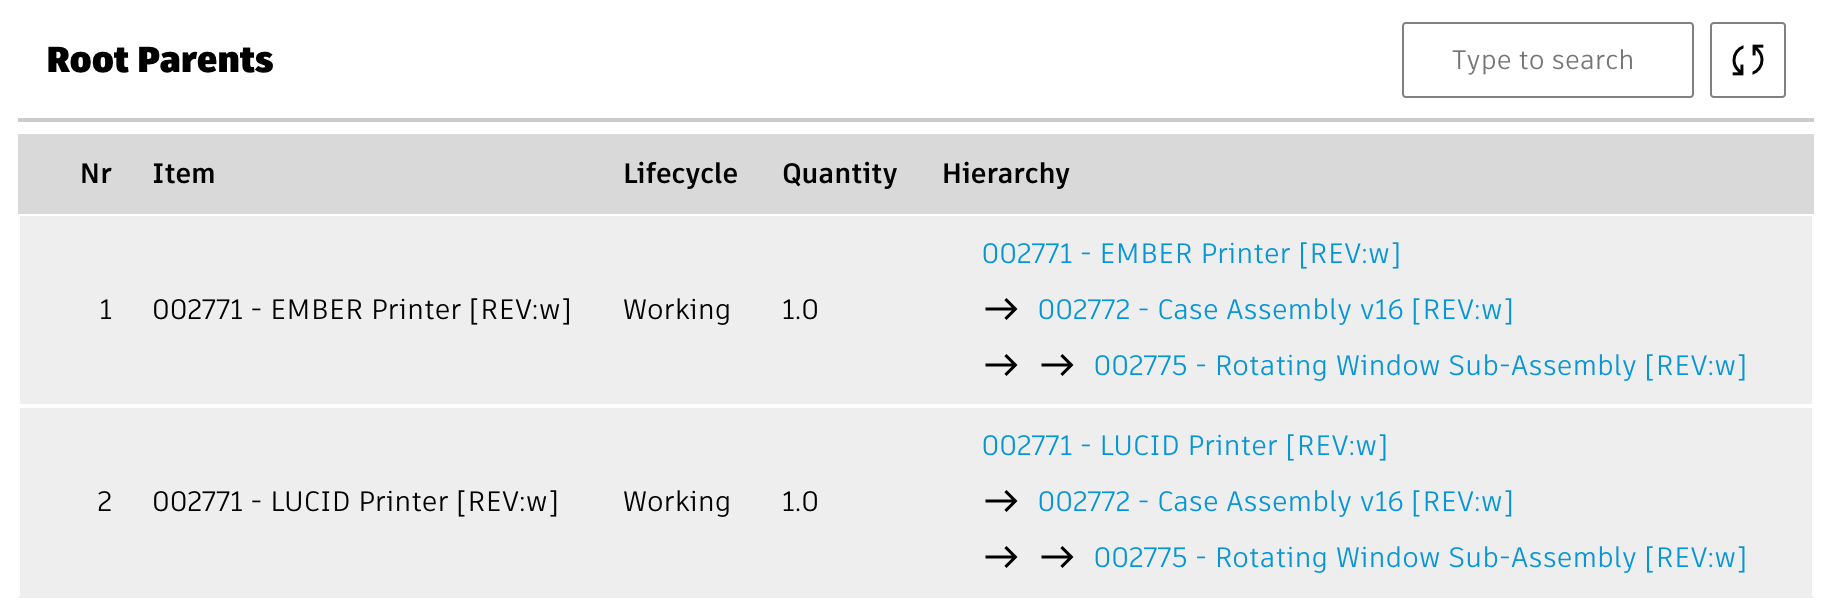 Root Parents
Type to search
Nr Item Lifecycle Quantity Hierarchy
002771 - EMBER Printer [REV:w]
1 002771 - EMBER Printer [REV:w] Working 1.0 → 002772 - Case Assembly v16 [REV:w]
→ → 002775 - Rotating Window Sub-Assembly [REV:w]
002771 - LUCID Printer [REV:w]
2 002771 - LUCID Printer [REV:w] Working 1.0 → 002772 - Case Assembly v16 [REV:w]
→ → 002775 - Rotating Window Sub-Assembly [REV:w]